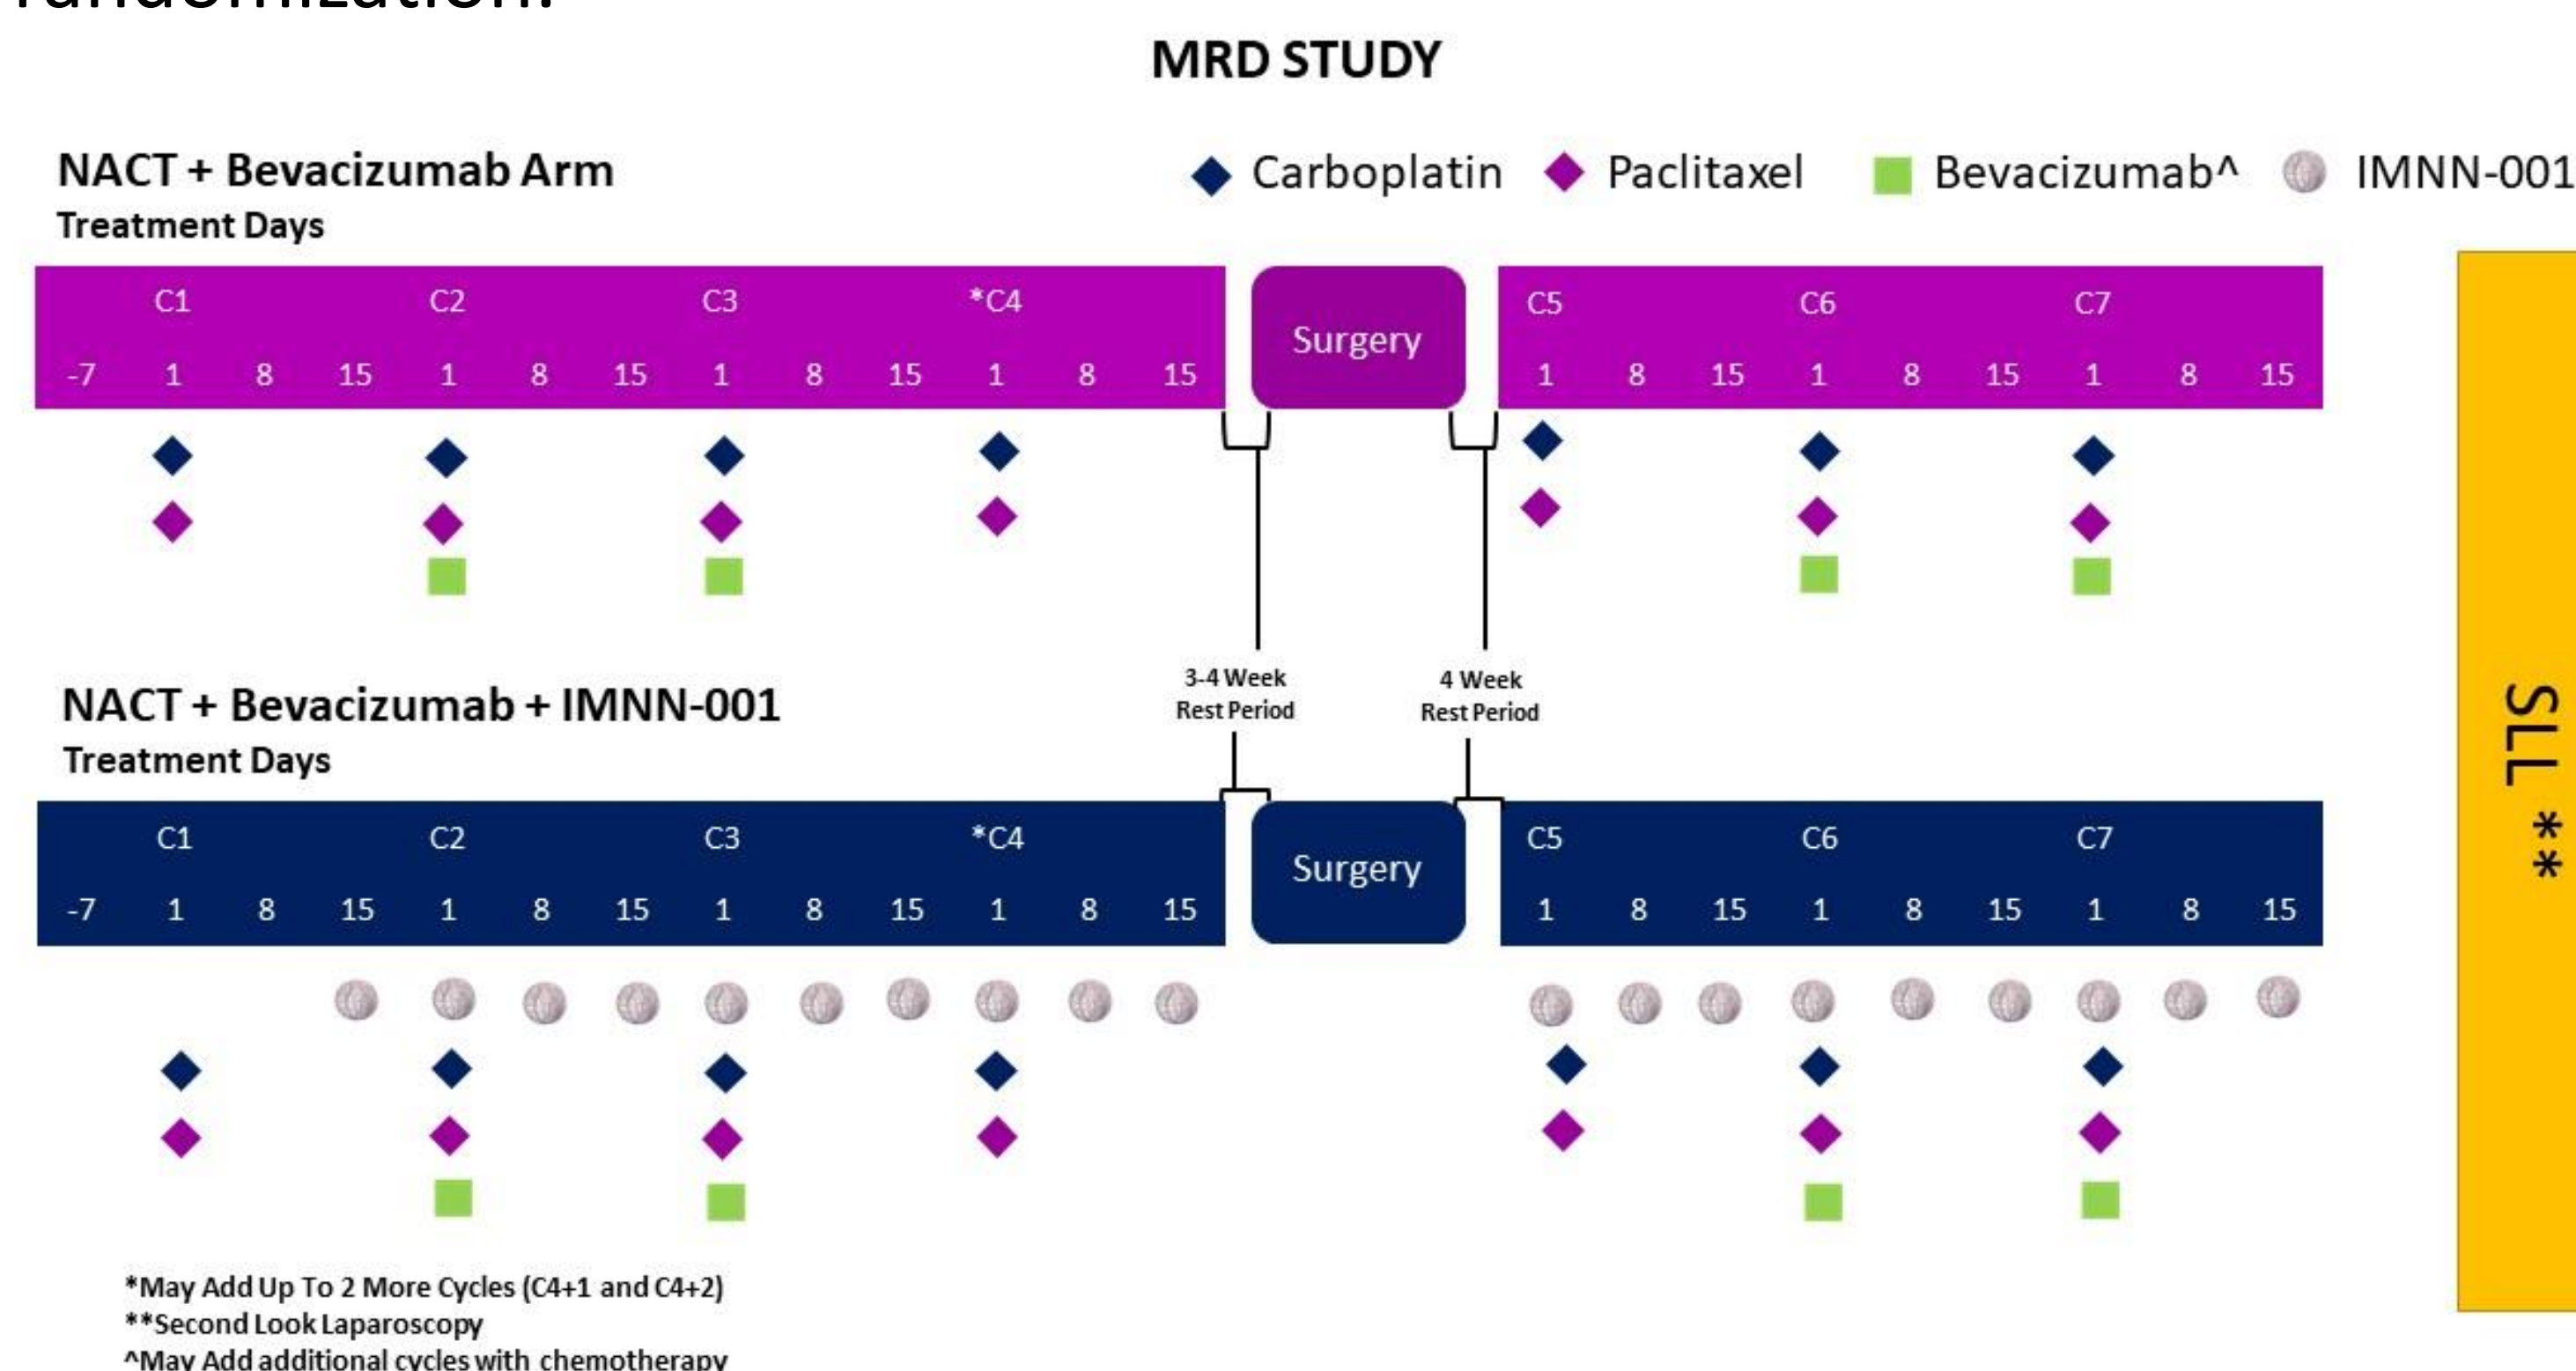 randomization.
MRD STUDY
NACT + Bevacizumab Arm
Treatment Days
Carboplatin Paclitaxel Bevacizumab^ IMNN-001
C1 C2 C3 *C4
-7 1 8 15 1 8 15 1 8 15 1 8 15
Surgery
C5 C6 C7
1 8 15 1 8 15 1 8 15
3-4 Week
Rest Period
4 Week
Rest Period
NACT + Bevacizumab + IMNN-001
Treatment Days
C1 C2 C3 *C4
-7 1 8 15 1 8 15 1 8 15 1 8 15
Surgery
C5 C6 C7
1 8 15 1 8 15 1 8 15
SLL **
*May Add Up To 2 More Cycles (C4+1 and C4+2)
**Second Look Laparoscopy
^May Add additional cycles with chemotherapy